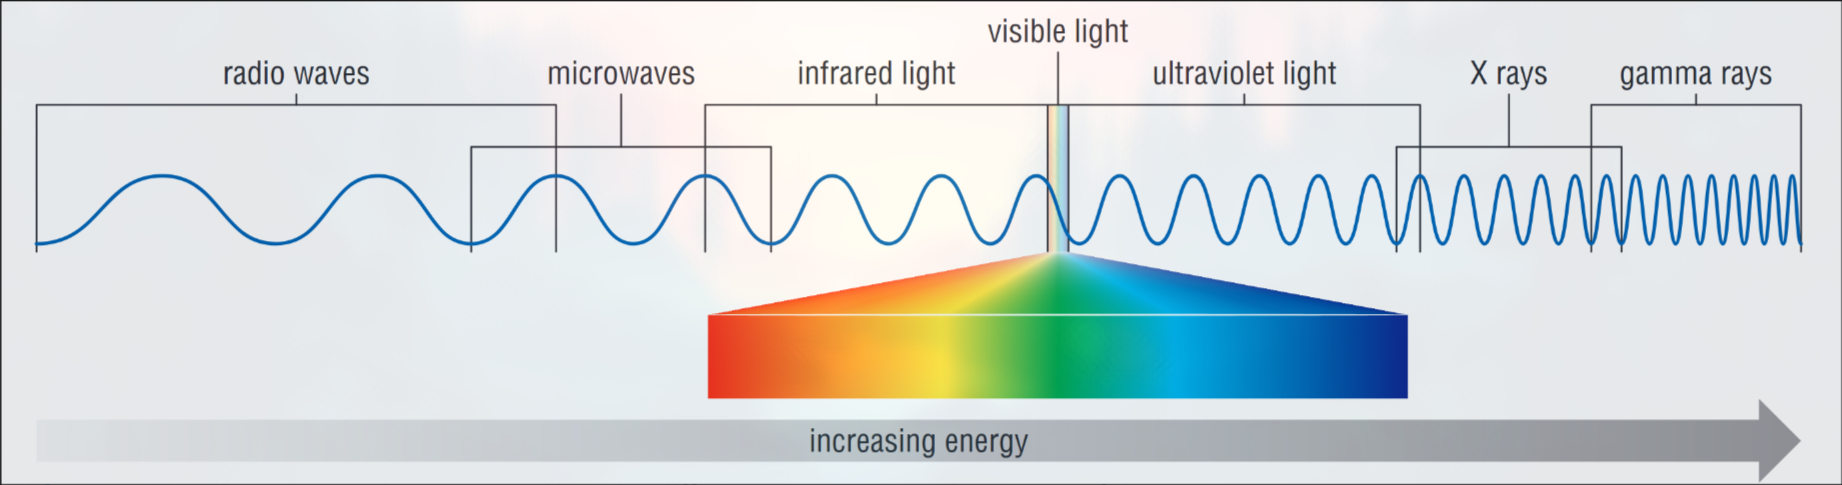 visible light
radio waves
microwaves
infrared light
ultraviolet light
X rays
gamma rays
increasing energy